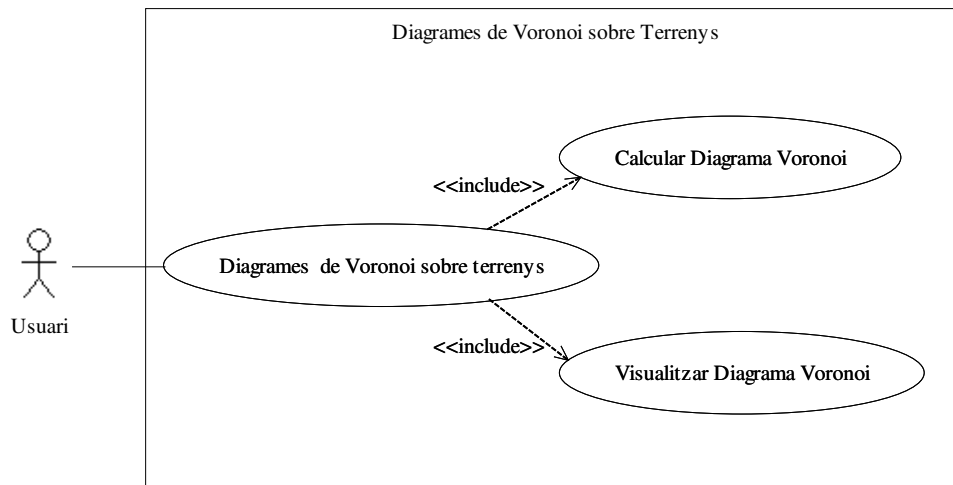 Diagrames de Voronoi sobre Terrenys
Calcular Diagrama Voronoi
<<include>>
Diagrames de Voronoi sobre terrenys
Usuari
<<include>>
Visualitzar Diagrama Voronoi